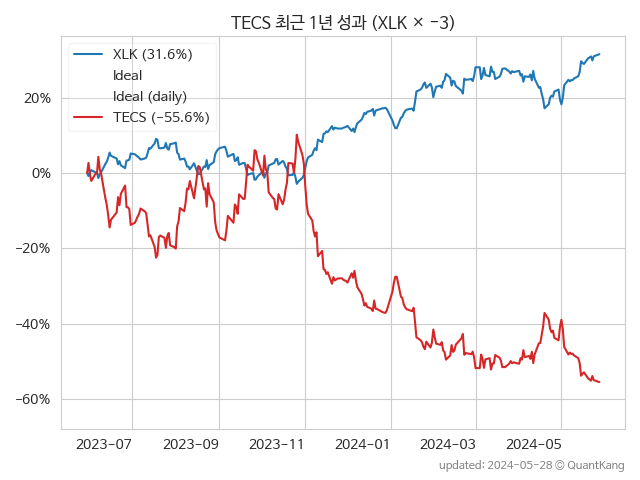 TECS 최근 1년 성과 (XLK × −3)
XLK (31.6%)
Ideal
Ideal (daily)
TECS (−55.6%)
20%
0%
−20%
−40%
−60%
2023-07
2023-09
2023-11
2024-01
2024-03
2024-05
updated: 2024-05-28 © QuantKang